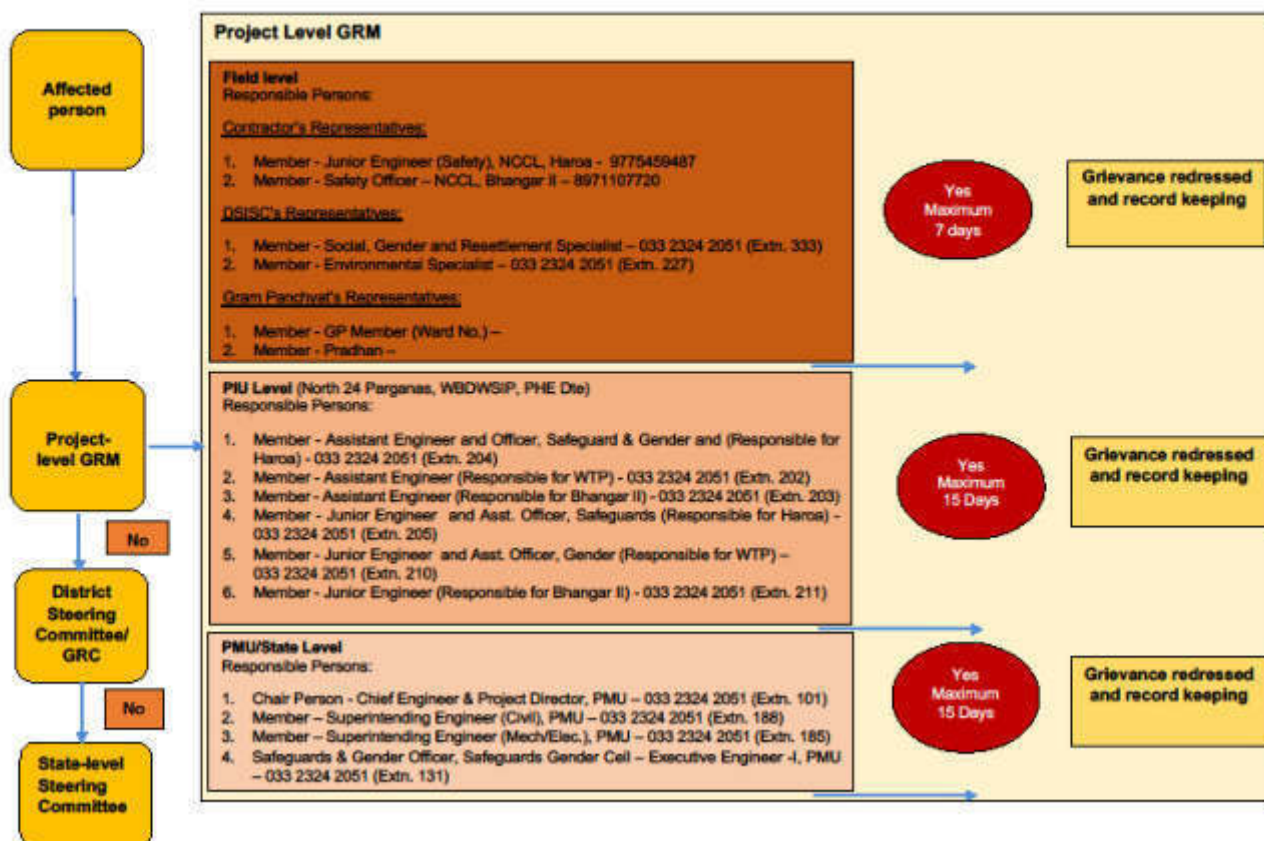 Affected
person
Project-
level GRM
No
District
Steering
Committee/
GRC
No
State-level
Steering
Committee
Project Level GRM
Field level
Responsible Persons:
Contractor's Representatives:
1. Member - Junior Engineer (Safety), NCCL, Haroa - 9775459487
2. Member - Safety Officer – NCCL, Bhangar II – 8971107720
DSISC's Representatives:
1. Member - Social, Gender and Resettlement Specialist – 033 2324 2051 (Extn. 333)
2. Member - Environmental Specialist – 033 2324 2051 (Extn. 227)
Gram Panchyat's Representatives:
1. Member - GP Member (Ward No.) –
2. Member - Pradhan –
Yes
Maximum
7 days
Grievance redressed
and record keeping
PIU Level (North 24 Parganas, WBDWSIP, PHE Dte)
Responsible Persons:
1. Member - Assistant Engineer and Officer, Safeguard & Gender and (Responsible for
Haroa) - 033 2324 2051 (Extn. 204)
2. Member - Assistant Engineer (Responsible for WTP) - 033 2324 2051 (Extn. 202)
3. Member - Assistant Engineer (Responsible for Bhangar II) - 033 2324 2051 (Extn. 203)
4. Member - Junior Engineer and Asst. Officer, Safeguards (Responsible for Haroa) -
033 2324 2051 (Extn. 205)
5. Member - Junior Engineer and Asst. Officer, Gender (Responsible for WTP) –
033 2324 2051 (Extn. 210)
6. Member - Junior Engineer (Responsible for Bhangar II) - 033 2324 2051 (Extn. 211)
Yes
Maximum
15 Days
Grievance redressed
and record keeping
PMU/State Level
Responsible Persons:
1. Chair Person - Chief Engineer & Project Director, PMU – 033 2324 2051 (Extn. 101)
2. Member – Superintending Engineer (Civil), PMU – 033 2324 2051 (Extn. 188)
3. Member – Superintending Engineer (Mech/Elec.), PMU – 033 2324 2051 (Extn. 185)
4. Safeguards & Gender Officer, Safeguards Gender Cell – Executive Engineer -I, PMU
– 033 2324 2051 (Extn. 131)
Yes
Maximum
15 Days
Grievance redressed
and record keeping